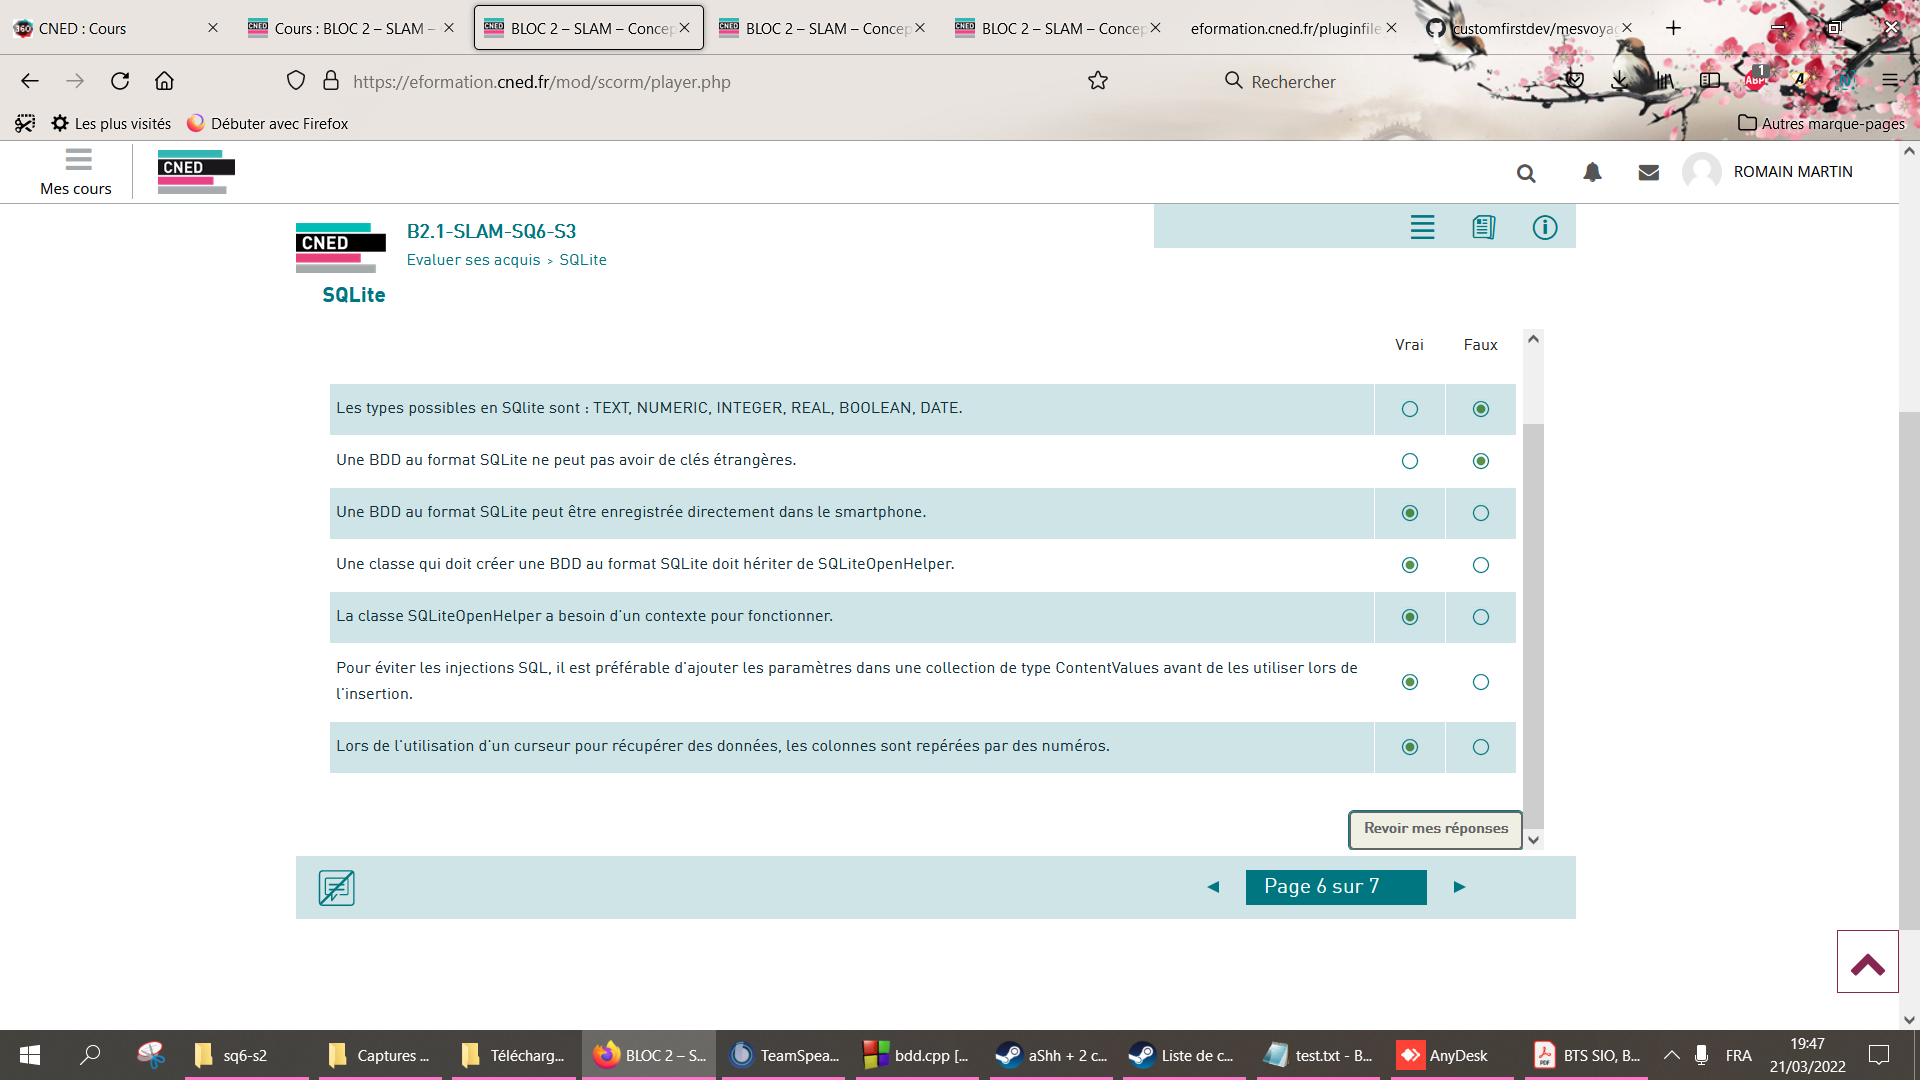 CNED : Cours
Cours : BLOC 2 – SLAM –
BLOC 2 – SLAM – Concep
BLOC 2 – SLAM – Concep
BLOC 2 – SLAM – Concep
eformation.cned.fr/pluginfile
customfirstdev/mesvoyag
https://eformation.cned.fr/mod/scorm/player.php
Rechercher
Les plus visités
Débuter avec Firefox
Autres marque-pages
Mes cours
CNED
ROMAIN MARTIN
CNED
B2.1-SLAM-SQ6-S3
Evaluer ses acquis > SQLite
SQLite
Vrai
Faux
Les types possibles en SQlite sont : TEXT, NUMERIC, INTEGER, REAL, BOOLEAN, DATE.
Une BDD au format SQLite ne peut pas avoir de clés étrangères.
Une BDD au format SQLite peut être enregistrée directement dans le smartphone.
Une classe qui doit créer une BDD au format SQLite doit hériter de SQLiteOpenHelper.
La classe SQLiteOpenHelper a besoin d'un contexte pour fonctionner.
Pour éviter les injections SQL, il est préférable d'ajouter les paramètres dans une collection de type ContentValues avant de les utiliser lors de
l'insertion.
Lors de l'utilisation d'un curseur pour récupérer des données, les colonnes sont repérées par des numéros.
Revoir mes réponses
Page 6 sur 7
sq6-s2
Captures ...
Télécharg...
BLOC 2 – S...
TeamSpea...
bdd.cpp [...
aShh + 2 c...
Liste de c...
test.txt - B...
AnyDesk
BTS SIO, B...
FRA
19:47
21/03/2022